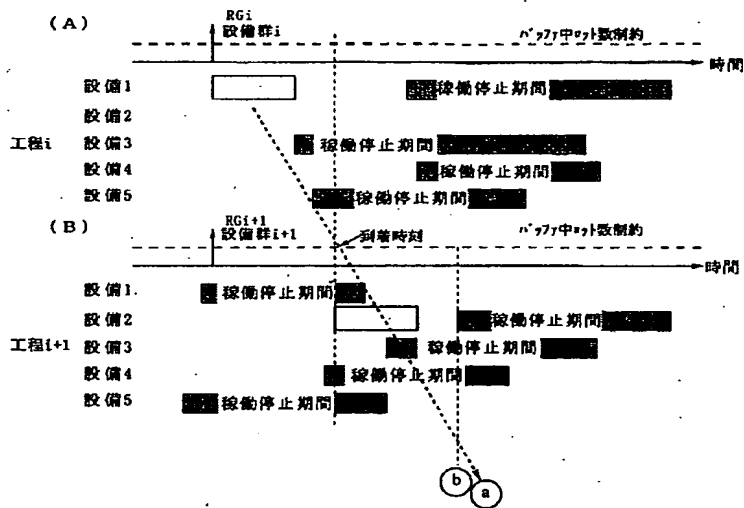 (A)
RGi
設備群i
バッファ中ロット数制約
時間
設備1 稼働停止期間
設備2
工程i 設備3 稼働停止期間
設備4 稼働停止期間
設備5 稼働停止期間
(B)
RGi+1
設備群i+1
到着時刻
バッファ中ロット数制約
時間
設備1 稼働停止期間
設備2 稼働停止期間
工程i+1 設備3 稼働停止期間
設備4 稼働停止期間
設備5 稼働停止期間
b a